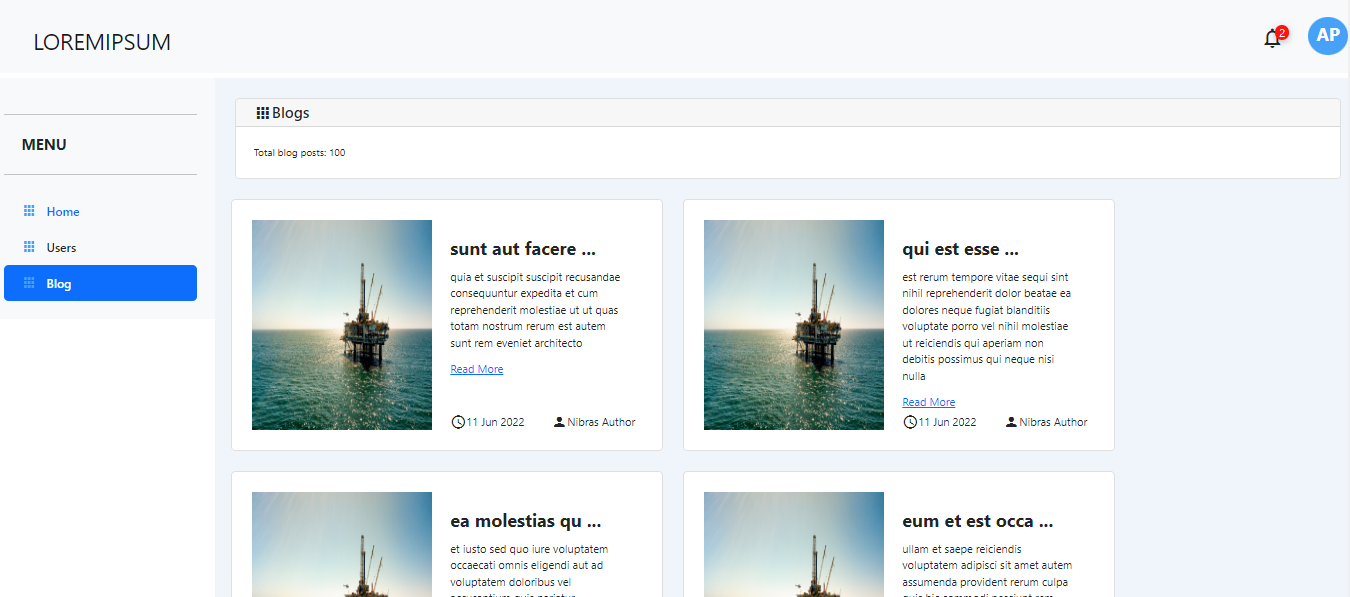 LOREMIPSUM
2
AP
MENU
Home
Users
Blog
Blogs
Total blog posts: 100
sunt aut facere ...
quia et suscipit suscipit recusandae
consequuntur expedita et cum
reprehenderit molestiae ut ut quas
totam nostrum rerum est autem
sunt rem eveniet architecto
Read More
11 Jun 2022
Nibras Author
qui est esse ...
est rerum tempore vitae sequi sint
nihil reprehenderit dolor beatae ea
dolores neque fugiat blanditiis
voluptate porro vel nihil molestiae
ut reiciendis qui aperiam non
debitis possimus qui neque nisi
nulla
Read More
11 Jun 2022
Nibras Author
ea molestias qu ...
et iusto sed quo iure voluptatem
occaecati omnis eligendi aut ad
voluptatem doloribus vel
eum et est occa ...
ullam et saepe reiciendis
voluptatem adipisci sit amet autem
assumenda provident rerum culpa